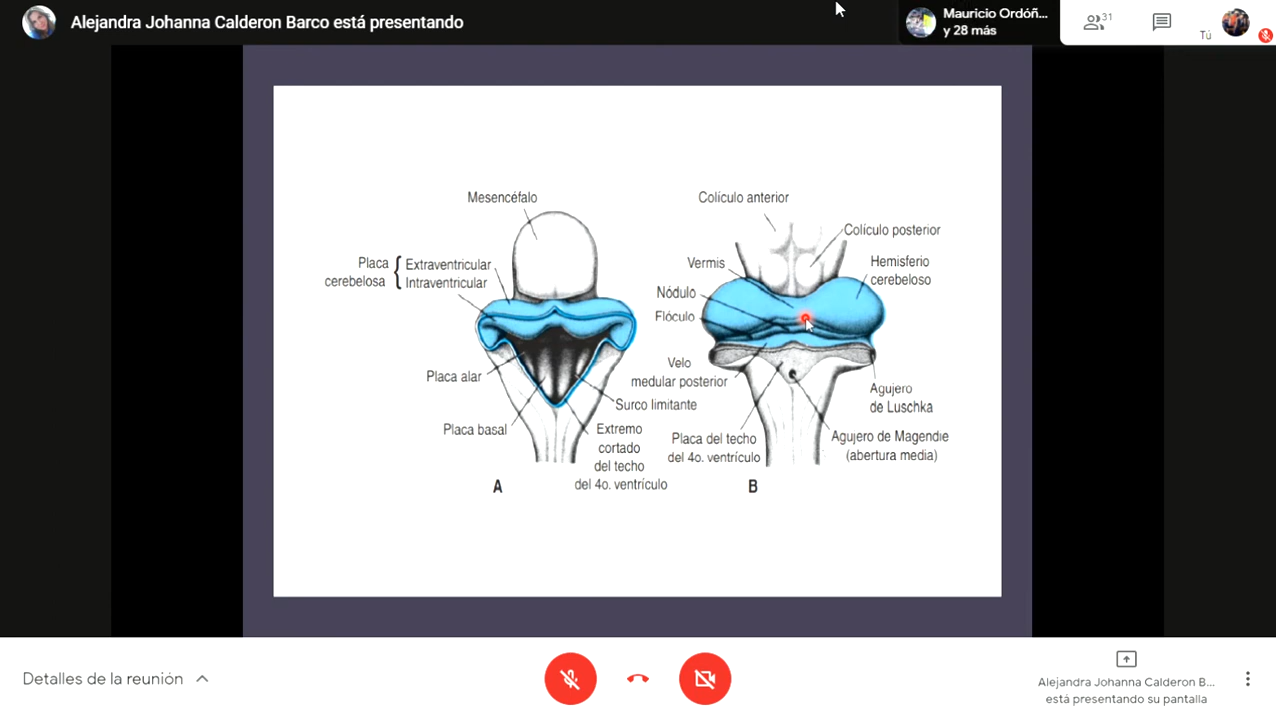 Alejandra Johanna Calderon Barco está presentando
Mauricio Ordóñ...
y 28 más
31
Tú
Mesencéfalo
Placa
cerebelosa
Extraventricular
Intraventricular
Placa alar
Placa basal
Surco limitante
Extremo
cortado
del techo
del 4o. ventrículo
A
Colículo anterior
Colículo posterior
Vermis
Hemisferio
cerebeloso
Nódulo
Flóculo
Velo
medular posterior
Agujero
de Luschka
Placa del techo
del 4o. ventrículo
Agujero de Magendie
(abertura media)
B
Detalles de la reunión
Alejandra Johanna Calderon B...
está presentando su pantalla